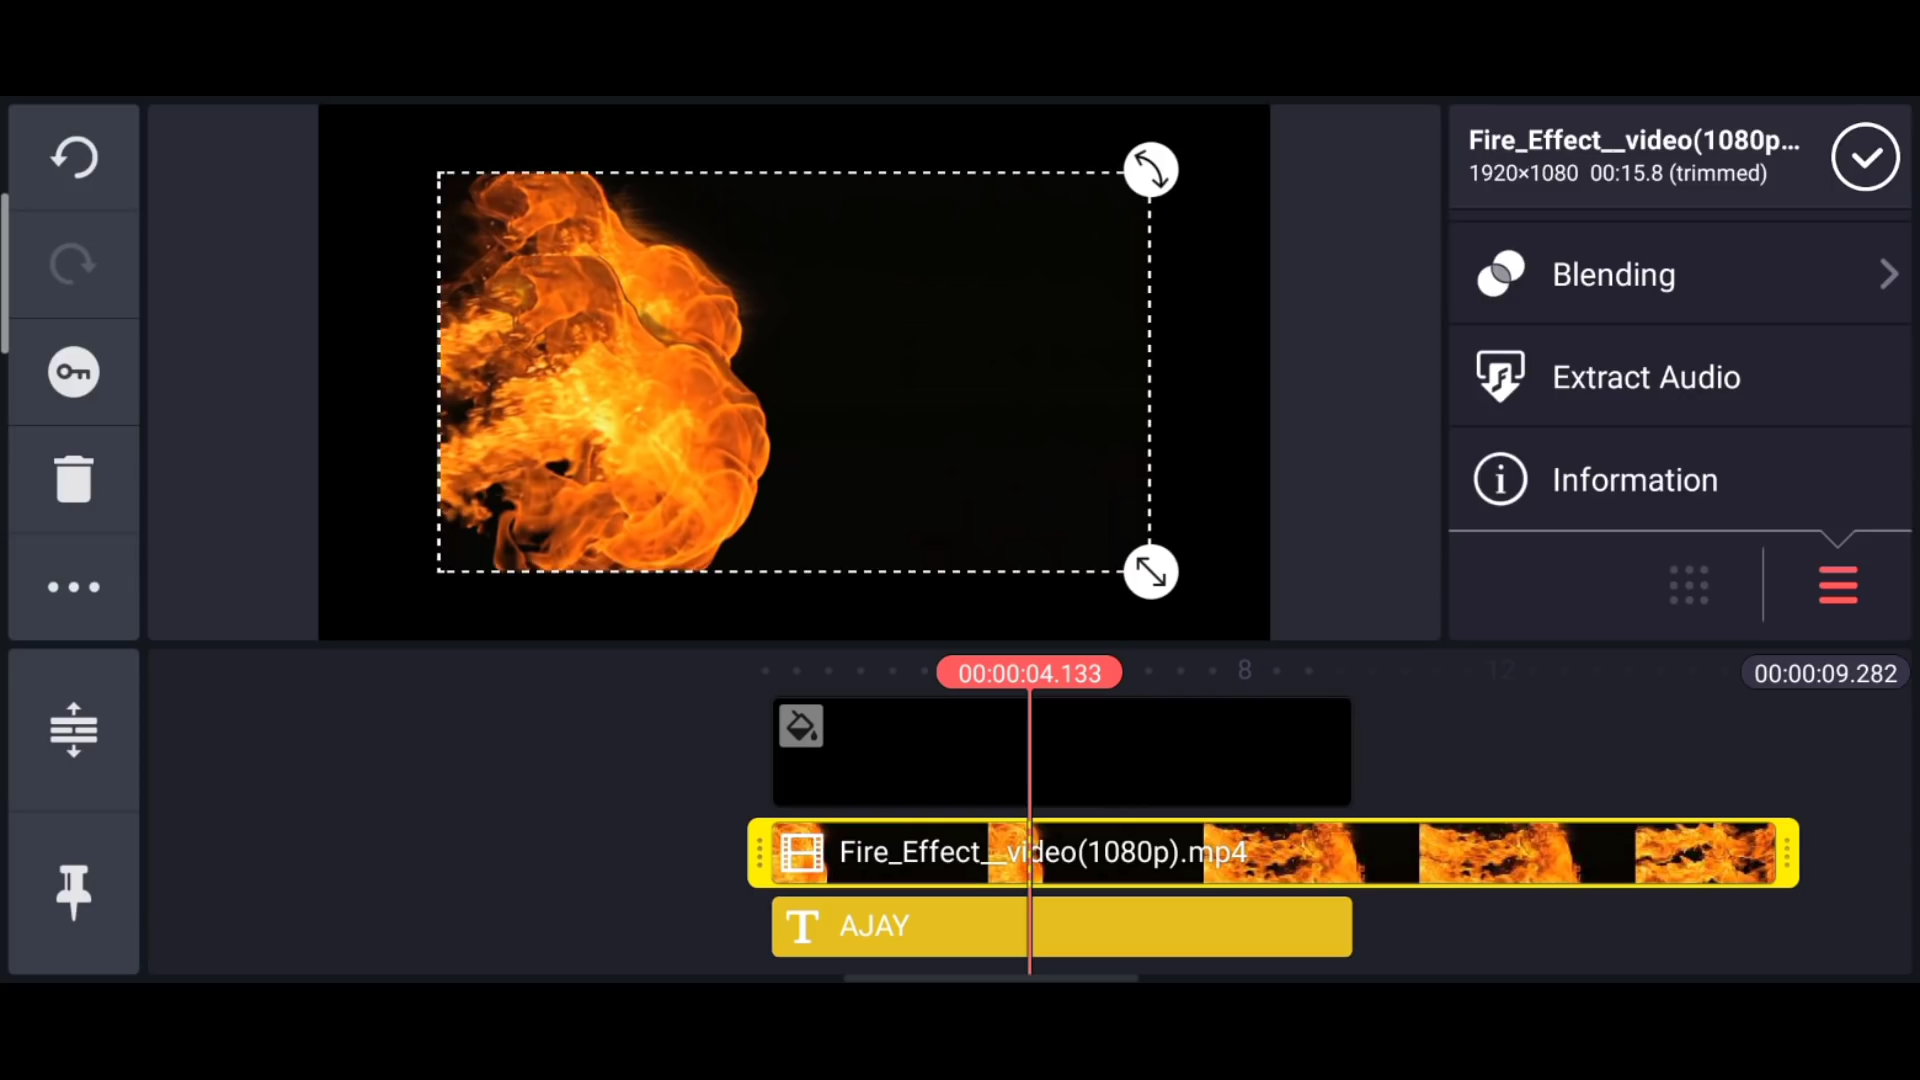 Fire_Effect__video(1080p...
1920×1080 00:15.8 (trimmed)
Blending
Extract Audio
Information
00:00:04.133
8
12
00:00:09.282
Fire_Effect__video(1080p).mp4
T AJAY